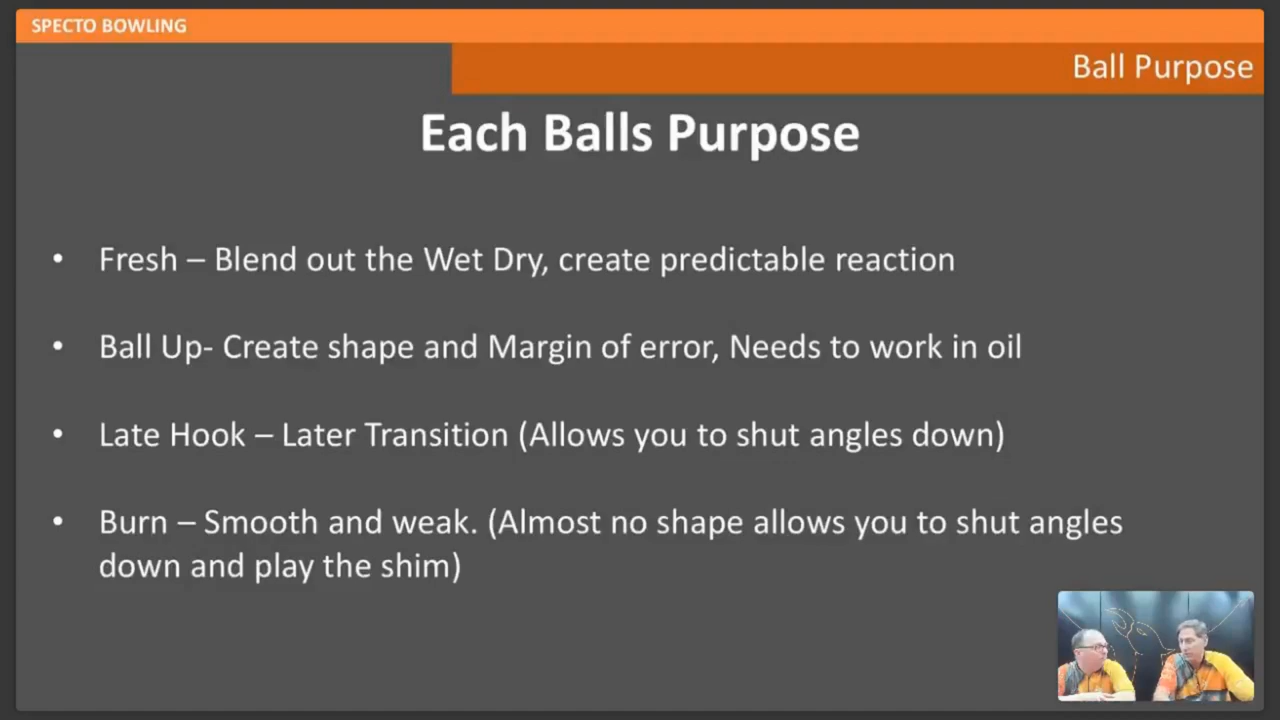 SPECTO BOWLING
Ball Purpose
Each Balls Purpose
• Fresh – Blend out the Wet Dry, create predictable reaction
• Ball Up- Create shape and Margin of error, Needs to work in oil
• Late Hook – Later Transition (Allows you to shut angles down)
• Burn – Smooth and weak. (Almost no shape allows you to shut angles
down and play the shim)